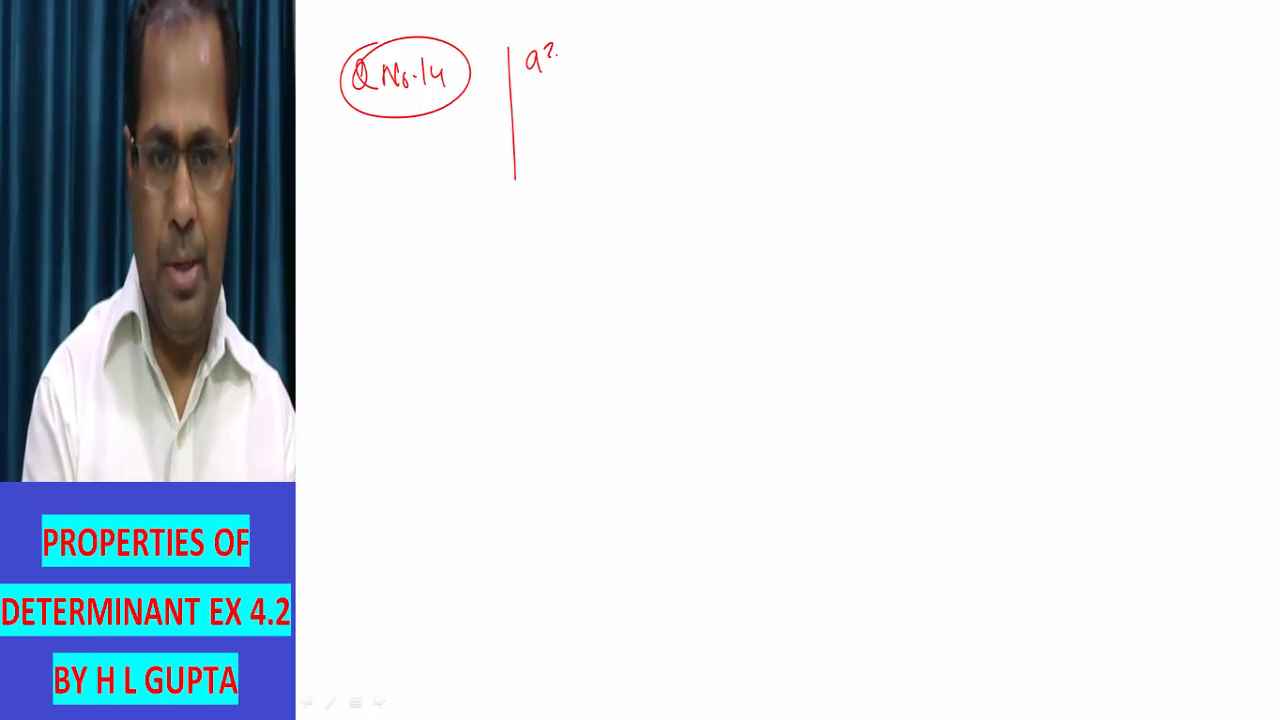 Q No.14
a²
PROPERTIES OF
DETERMINANT EX 4.2
BY H L GUPTA